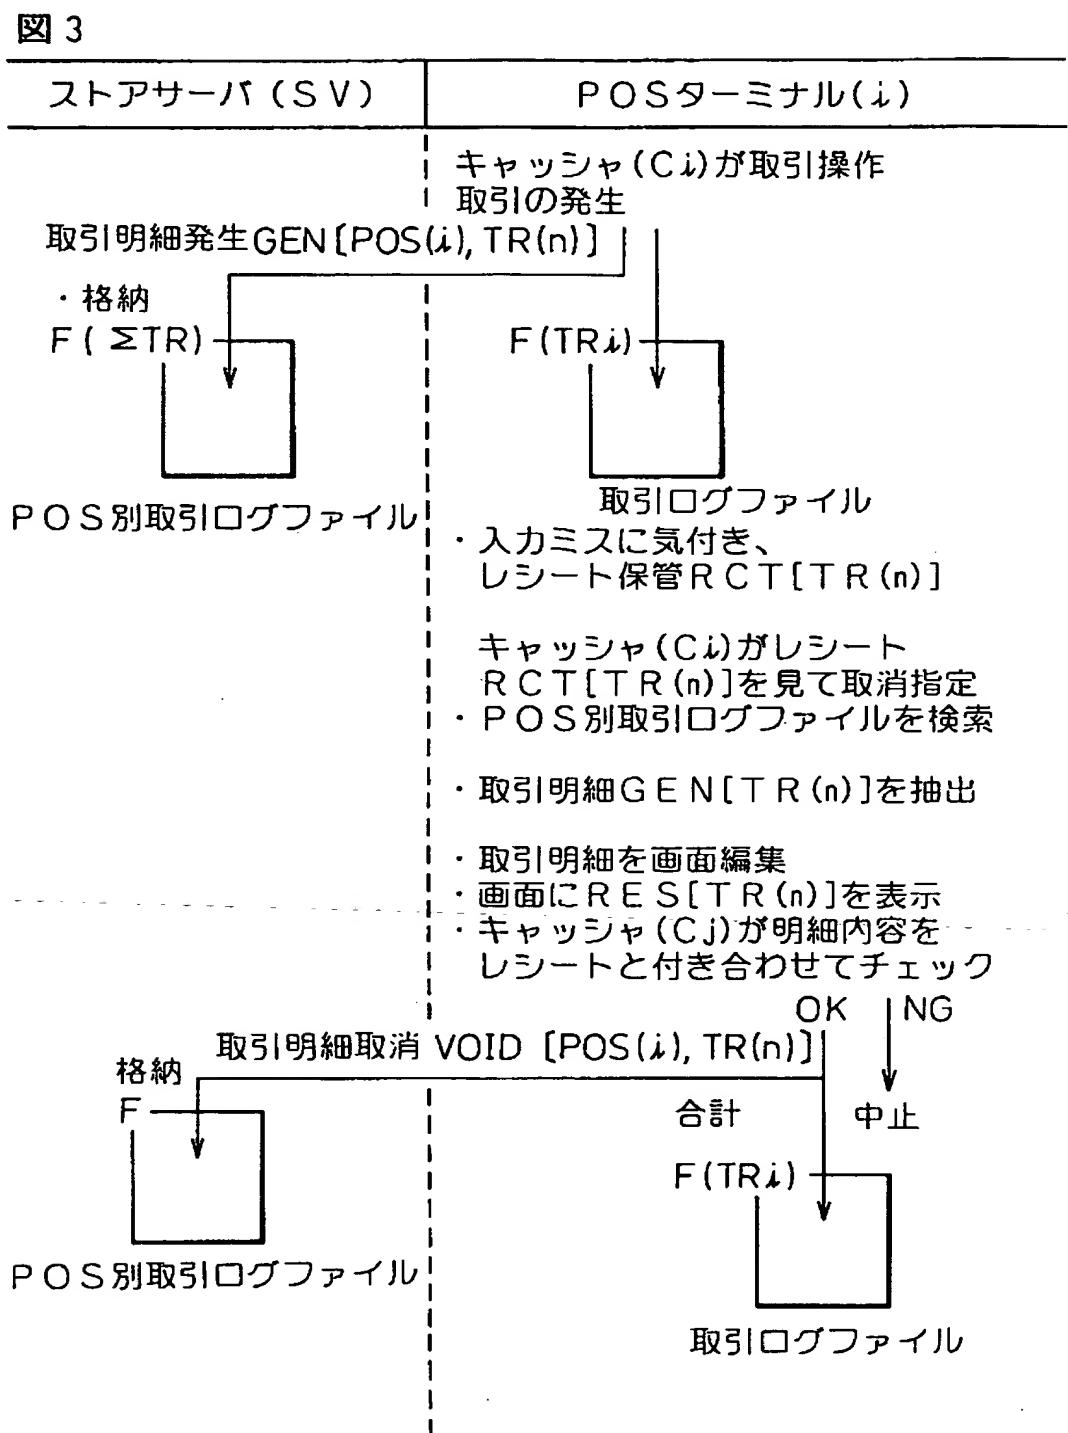 図3
ストアサーバ(SV)
POSターミナル(i)
キャッシャ(Ci)が取引操作
取引の発生
取引明細発生GEN[POS(i),TR(n)]
・格納
F(ΣTR)
F(TRi)
取引ログファイル
POS別取引ログファイル
・入力ミスに気付き、
レシート保管RCT[TR(n)]
キャッシャ(Ci)がレシート
RCT[TR(n)]を見て取消指定
・POS別取引ログファイルを検索
・取引明細GEN[TR(n)]を抽出
・取引明細を画面編集
・画面にRES[TR(n)]を表示
・キャッシャ(Cj)が明細内容を
レシートと付き合わせてチェック
OK
NG
取引明細取消 VOID [POS(i),TR(n)]
格納
F
合計
中止
F(TRi)
POS別取引ログファイル
取引ログファイル